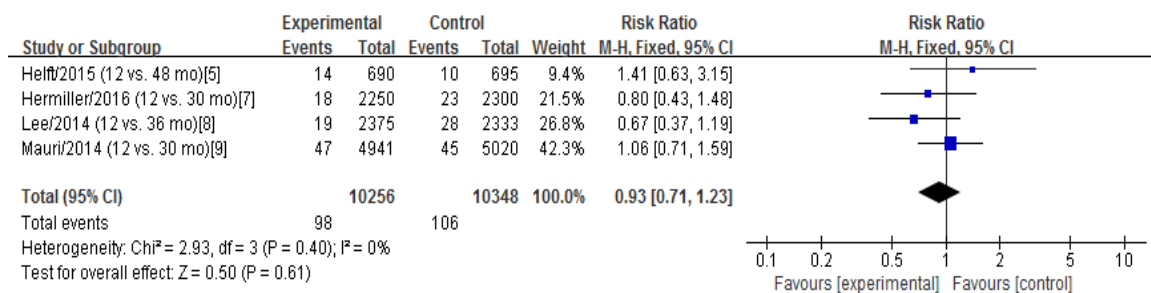 Experimental Control Risk Ratio Risk Ratio
Study or Subgroup Events Total Events Total Weight M-H, Fixed, 95% CI M-H, Fixed, 95% CI
Helft/2015 (12 vs. 48 mo)[5] 14 690 10 695 9.4% 1.41 [0.63, 3.15]
Hermiller/2016 (12 vs. 30 mo)[7] 18 2250 23 2300 21.5% 0.80 [0.43, 1.48]
Lee/2014 (12 vs. 36 mo)[8] 19 2375 28 2333 26.8% 0.67 [0.37, 1.19]
Mauri/2014 (12 vs. 30 mo)[9] 47 4941 45 5020 42.3% 1.06 [0.71, 1.59]
Total (95% CI) 10256 10348 100.0% 0.93 [0.71, 1.23]
Total events 98 106
Heterogeneity: Chi² = 2.93, df = 3 (P = 0.40); I² = 0%
Test for overall effect: Z = 0.50 (P = 0.61)
0.1 0.2 0.5 1 2 5 10
Favours [experimental] Favours [control]